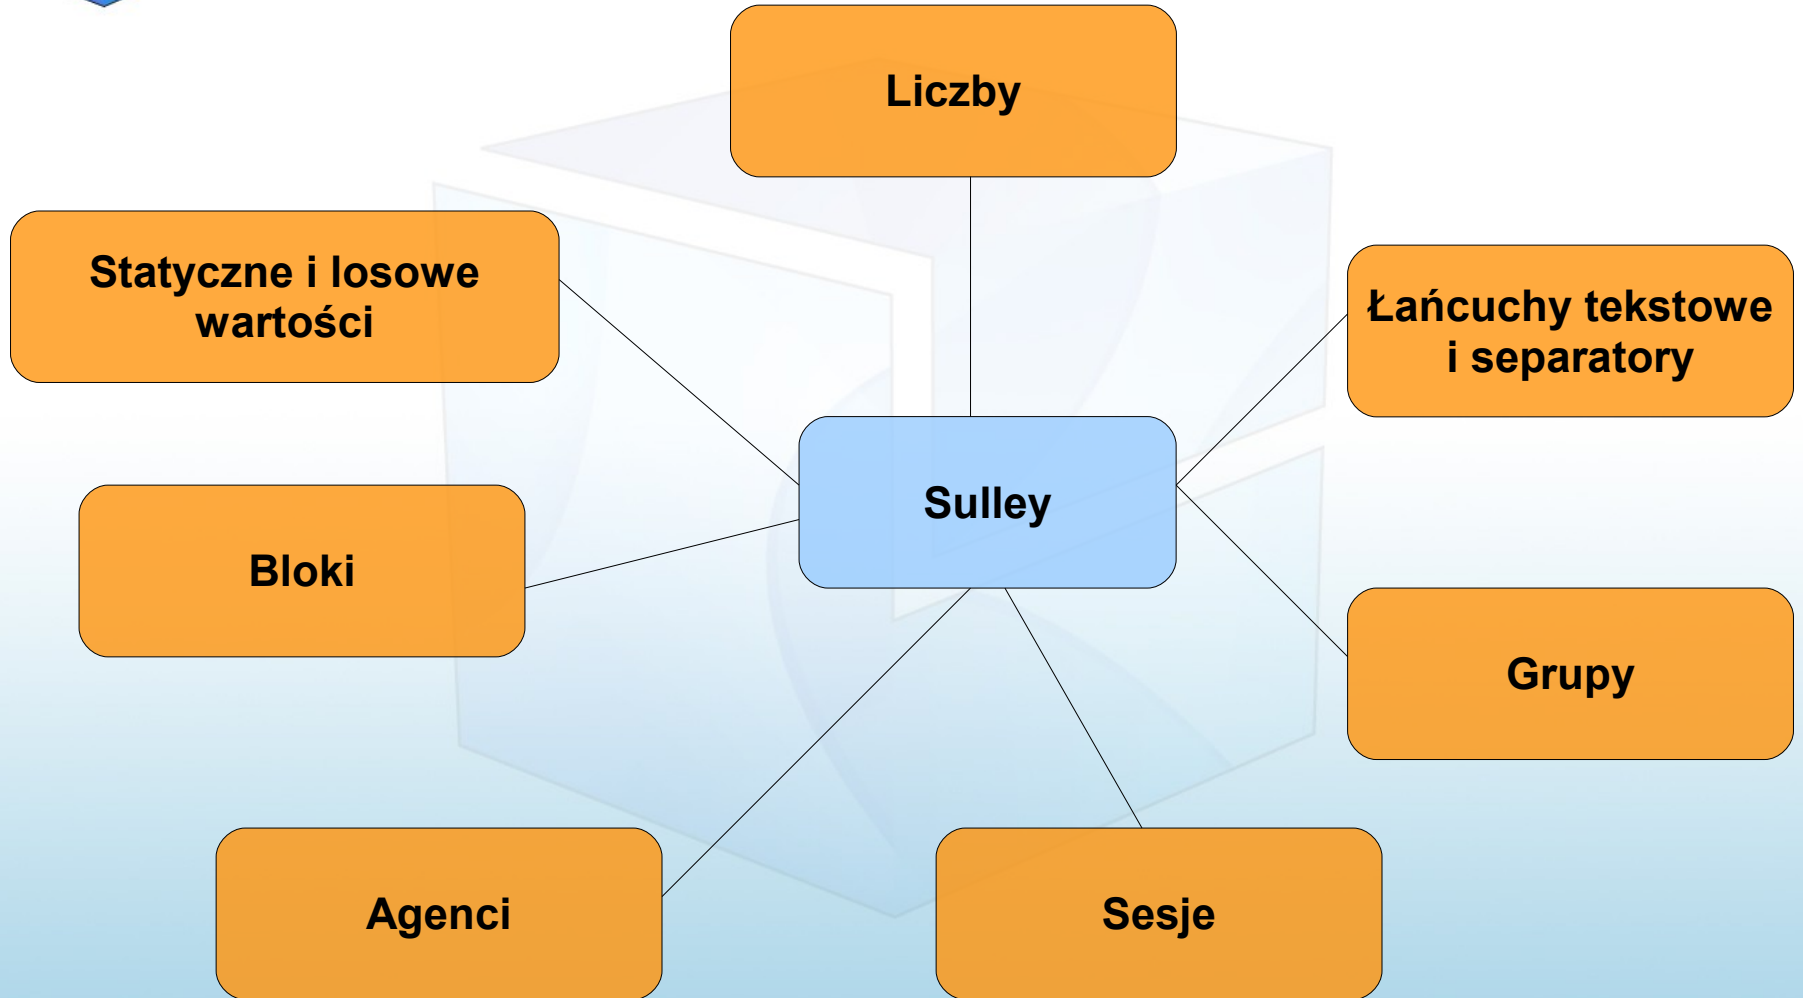 Liczby
Statyczne i losowe
wartości
Łańcuchy tekstowe
i separatory
Sulley
Bloki
Grupy
Agenci
Sesje